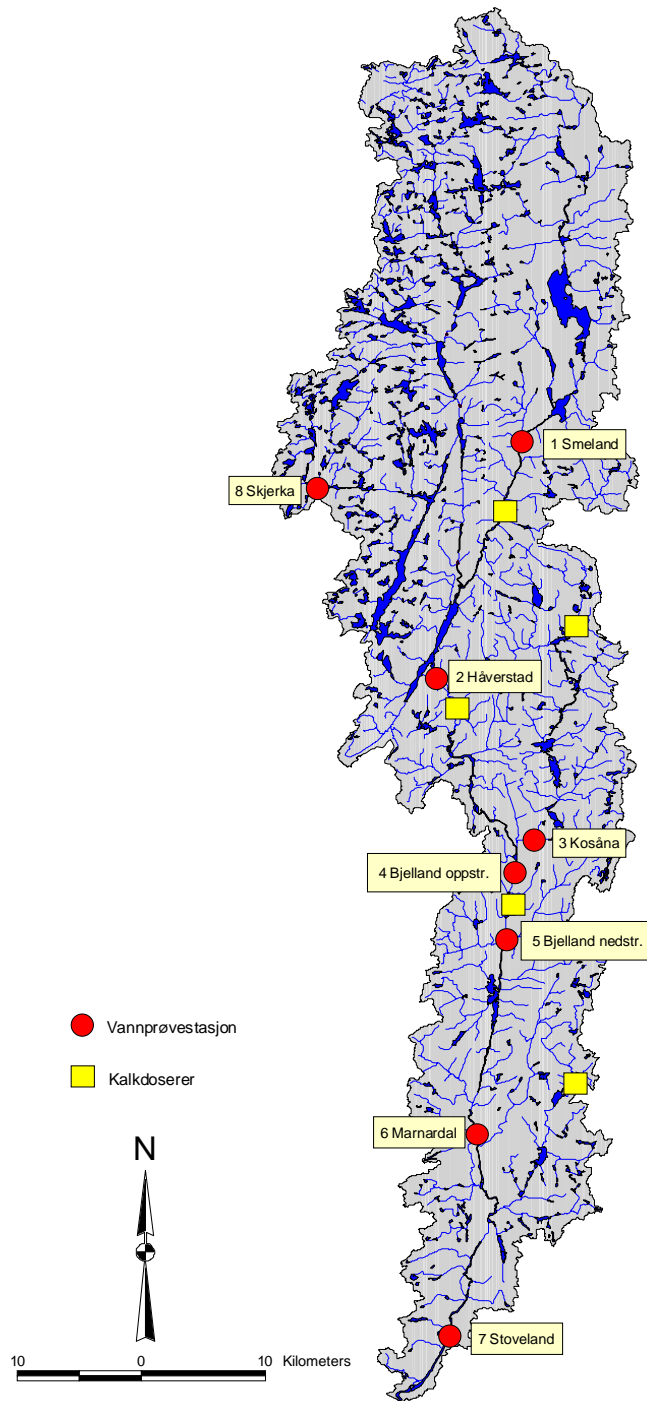 1 Smeland
8 Skjerka
2 Håverstad
3 Kosåna
4 Bjelland oppstr.
5 Bjelland nedstr.
Vannprøvestasjon
Kalkdoserer
6 Marnardal
N
7 Stoveland
10 0 10 Kilometers